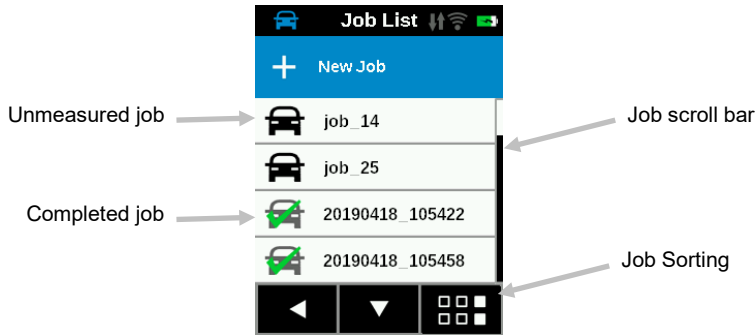 Job List
New Job
Unmeasured job
job_14
Job scroll bar
job_25
Completed job
20190418_105422
20190418_105458
Job Sorting